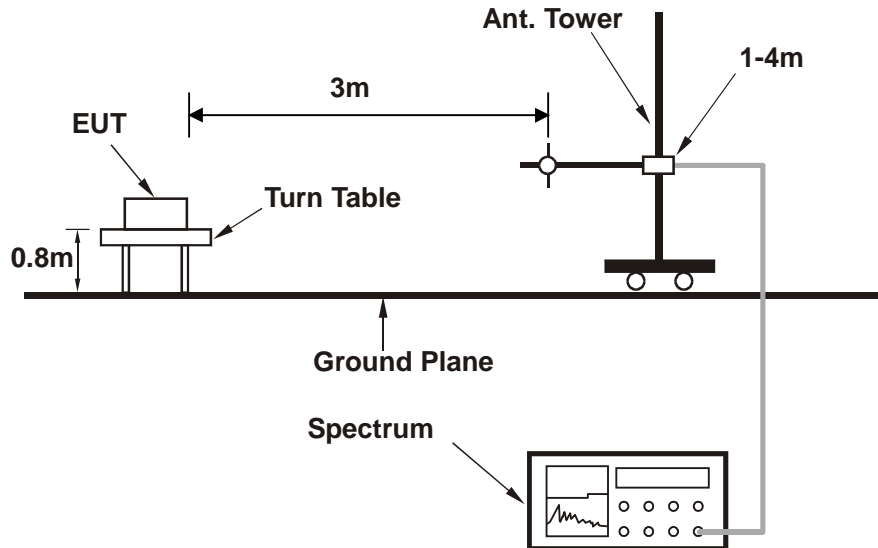 Ant. Tower
1-4m
3m
EUT
Turn Table
0.8m
Ground Plane
Spectrum